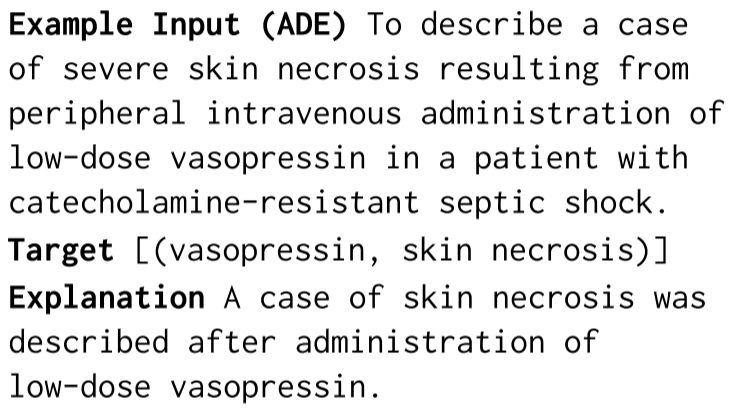 Example Input (ADE) To describe a case
of severe skin necrosis resulting from
peripheral intravenous administration of
low-dose vasopressin in a patient with
catecholamine-resistant septic shock.
Target [(vasopressin, skin necrosis)]
Explanation A case of skin necrosis was
described after administration of
low-dose vasopressin.